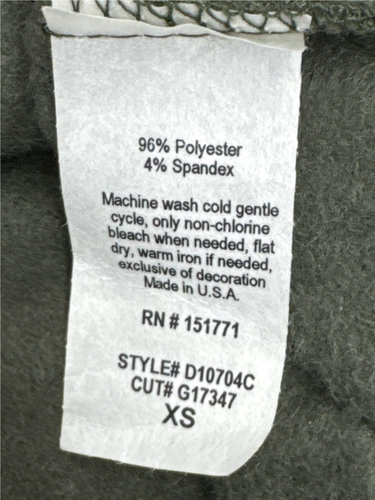 96% Polyester
4% Spandex
Machine wash cold gentle
cycle, only non-chlorine
bleach when needed, flat
dry, warm iron if needed,
exclusive of decoration
Made in U.S.A.
RN # 151771
STYLE# D10704C
CUT# G17347
XS